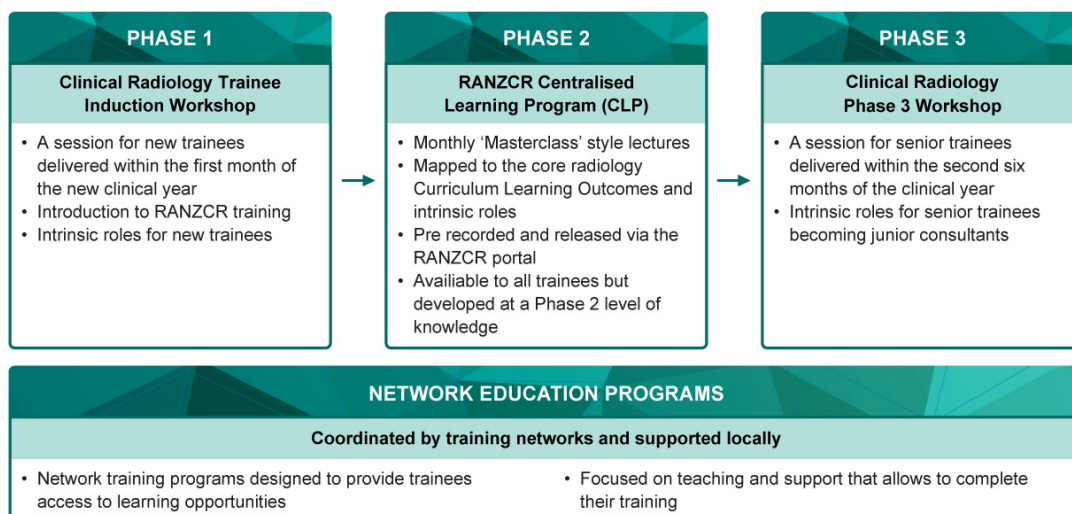 PHASE 1
Clinical Radiology Trainee
Induction Workshop
• A session for new trainees
delivered within the first month of
the new clinical year
• Introduction to RANZCR training
• Intrinsic roles for new trainees
PHASE 2
RANZCR Centralised
Learning Program (CLP)
• Monthly ‘Masterclass’ style lectures
• Mapped to the core radiology
Curriculum Learning Outcomes and
intrinsic roles
• Pre recorded and released via the
RANZCR portal
• Availiable to all trainees but
developed at a Phase 2 level of
knowledge
PHASE 3
Clinical Radiology
Phase 3 Workshop
• A session for senior trainees
delivered within the second six
months of the clinical year
• Intrinsic roles for senior trainees
becoming junior consultants
NETWORK EDUCATION PROGRAMS
Coordinated by training networks and supported locally
• Network training programs designed to provide trainees
access to learning opportunities
• Focused on teaching and support that allows to complete
their training